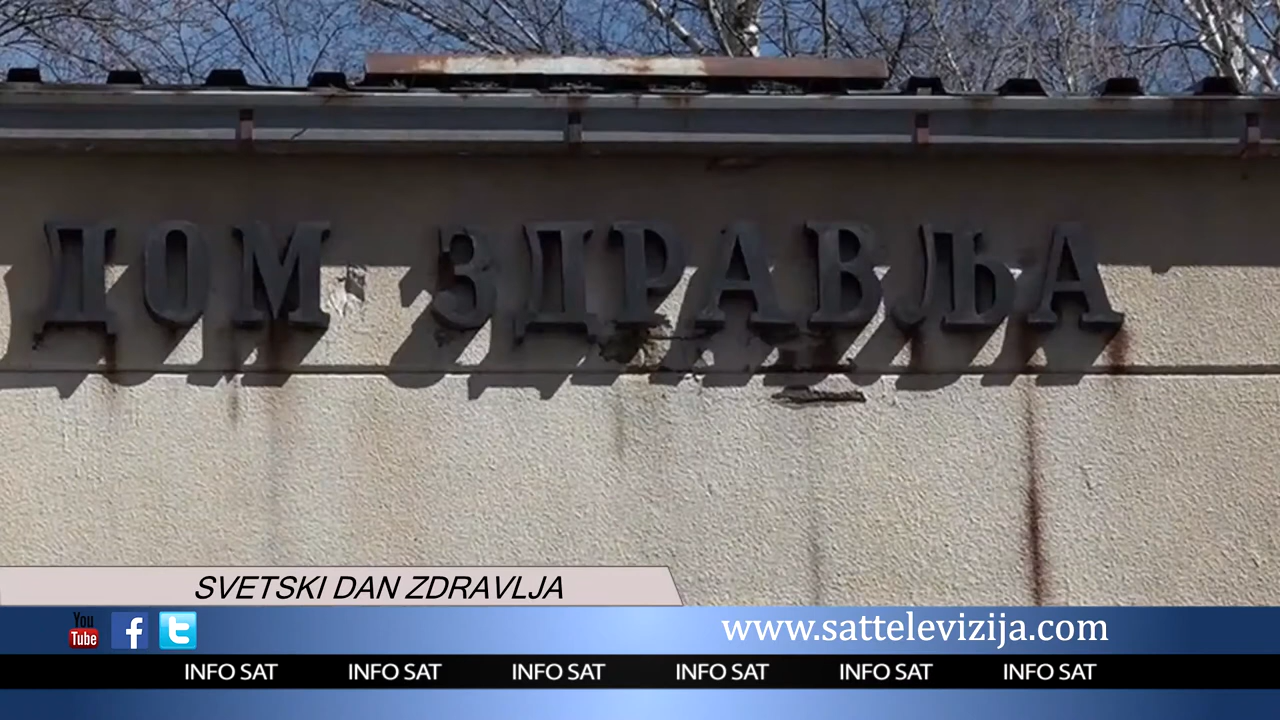 ДОМ ЗДРАВЉА
SVETSKI DAN ZDRAVLJA
You
Tube
f
t
www.sattelevizija.com
INFO SAT INFO SAT INFO SAT INFO SAT INFO SAT INFO SAT